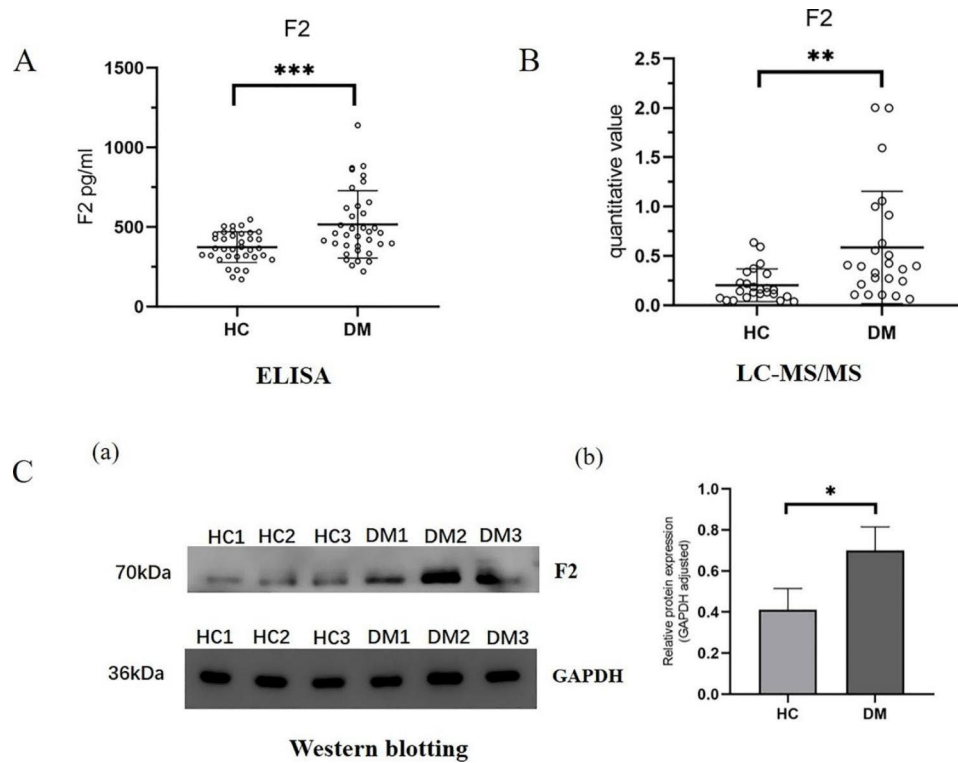 A
F2
***
1500
1000
500
0
F2 pg/ml
HC DM
ELISA
B
F2
**
2.5
2.0
1.5
1.0
0.5
0.0
quantitative value
HC DM
LC-MS/MS
C
(a)
HC1 HC2 HC3 DM1 DM2 DM3
70kDa F2
HC1 HC2 HC3 DM1 DM2 DM3
36kDa GAPDH
Western blotting
(b)
*
1.0
0.8
0.6
0.4
0.2
0.0
Relative protein expression
(GAPDH adjusted)
HC DM